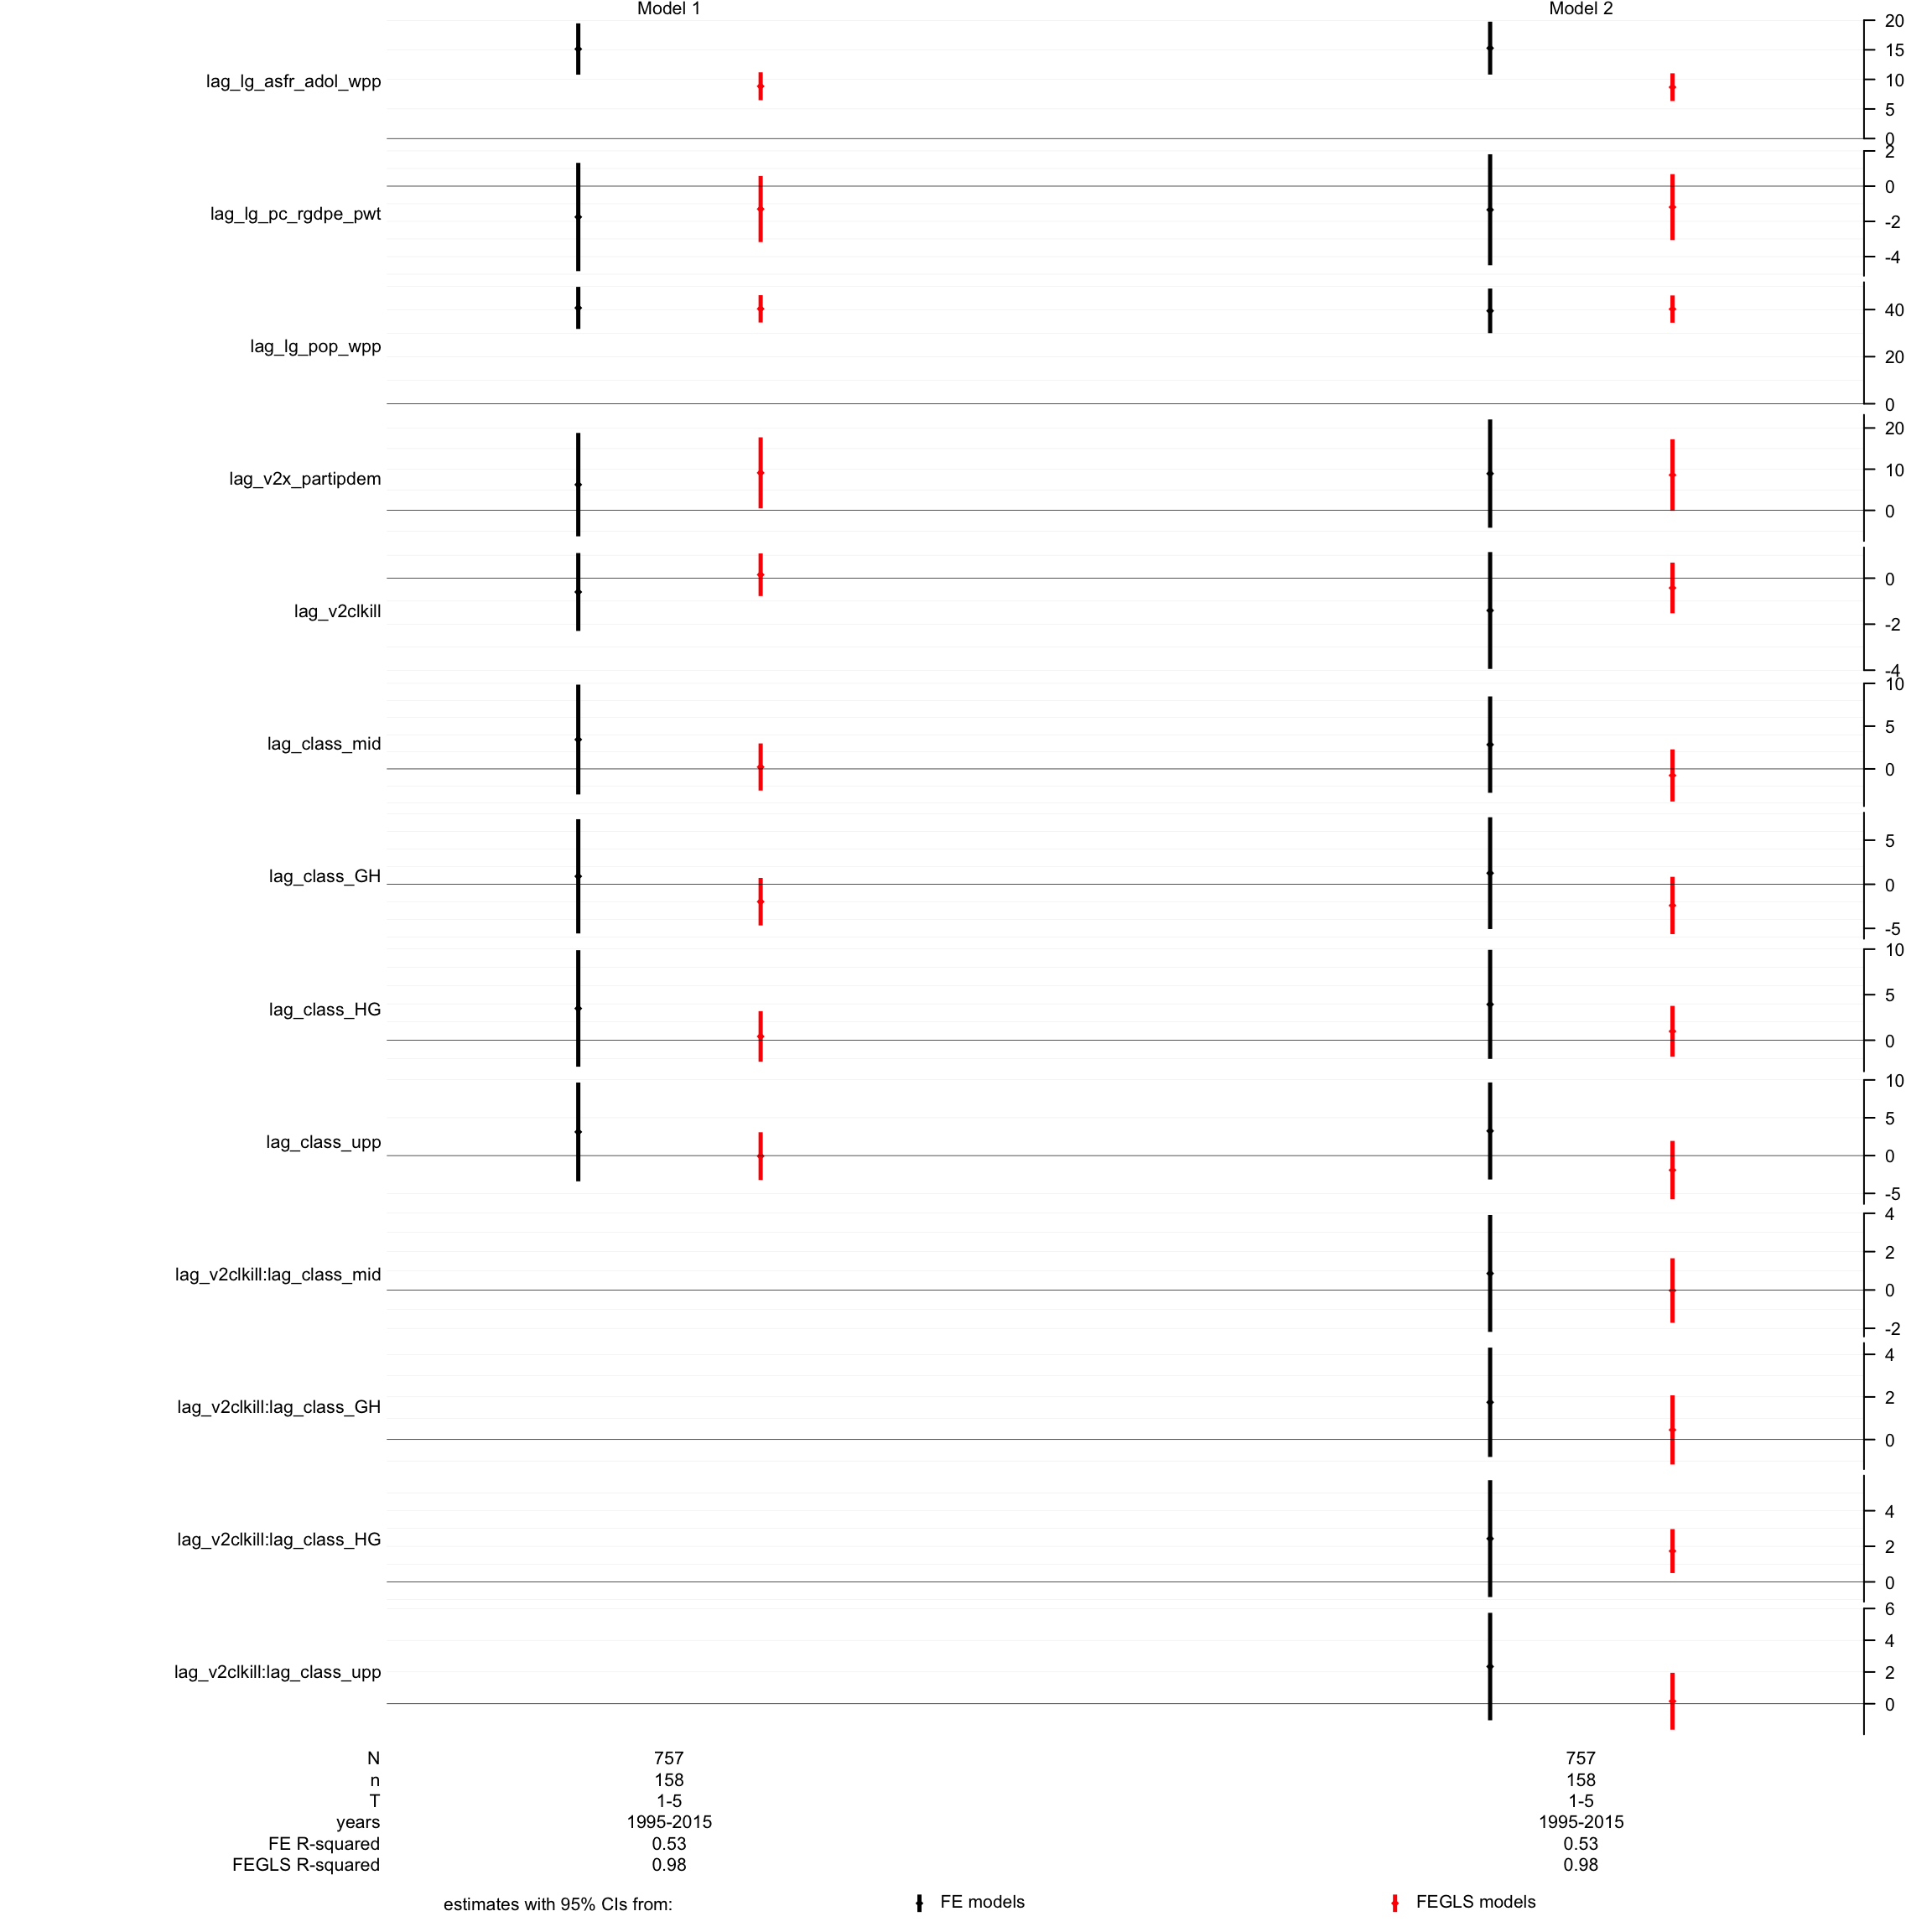 Model 1 Model 2
20
15
lag_lg_asfr_adol_wpp 10
5
0
2
0
lag_lg_pc_rgdpe_pwt
-2
-4
40
lag_lg_pop_wpp
20
0
20
lag_v2x_partipdem 10
0
0
lag_v2clkill
-2
-4
10
5
lag_class_mid
0
5
lag_class_GH 0
-5
10
5
lag_class_HG
0
10
5
lag_class_upp
0
-5
4
2
lag_v2clkill:lag_class_mid
0
-2
4
2
lag_v2clkill:lag_class_GH
0
4
lag_v2clkill:lag_class_HG
2
0
6
4
lag_v2clkill:lag_class_upp 2
0
N 757 757
n 158 158
T 1-5 1-5
years 1995-2015 1995-2015
FE R-squared 0.53 0.53
FEGLS R-squared 0.98 0.98
estimates with 95% CIs from: FE models FEGLS models